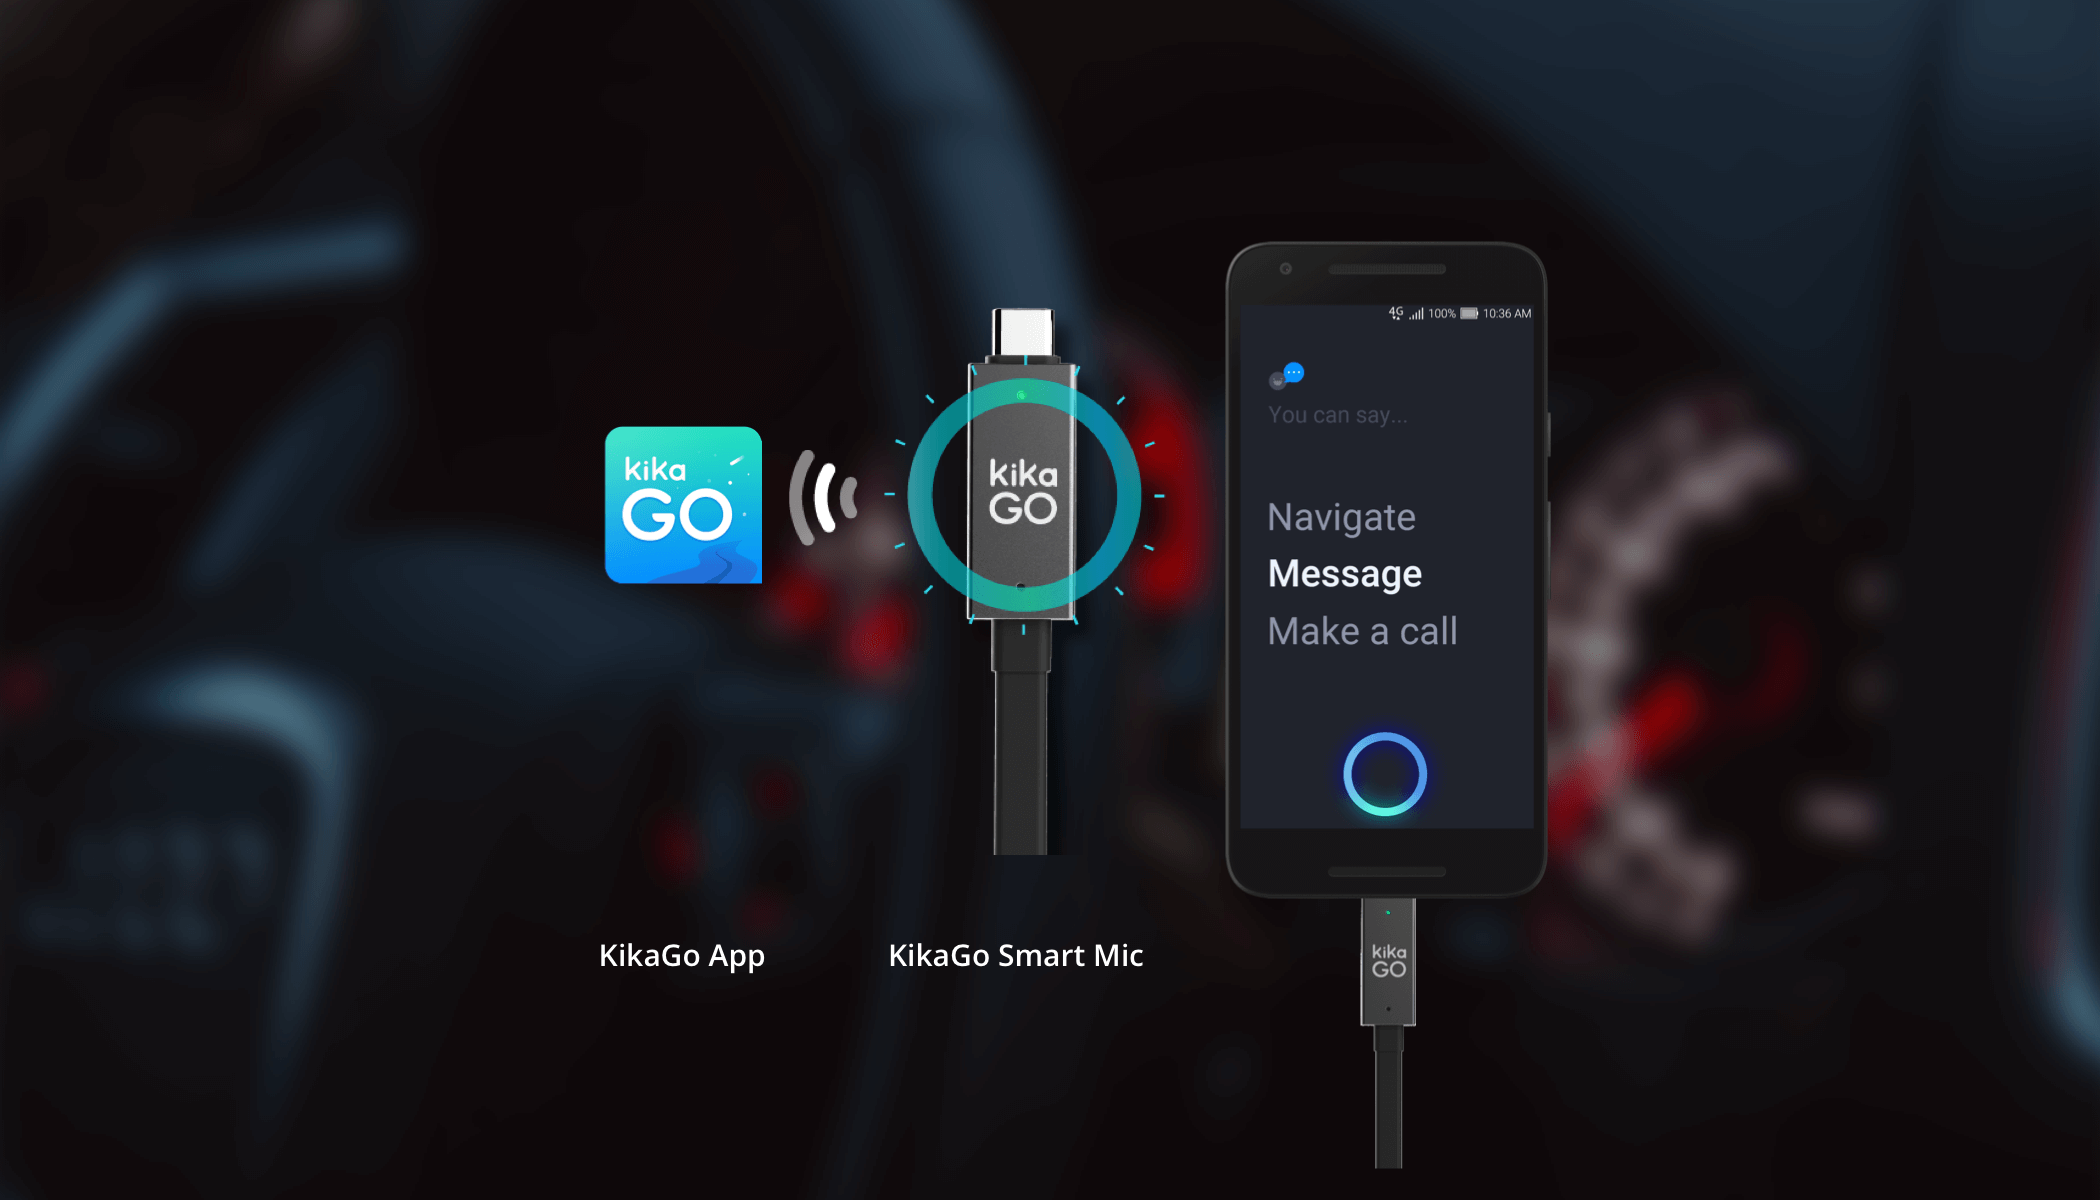 kika
GO
KikaGo App
kika
GO
KikaGo Smart Mic
4G 100% 10:36 AM
You can say...
Navigate
Message
Make a call
kika
GO